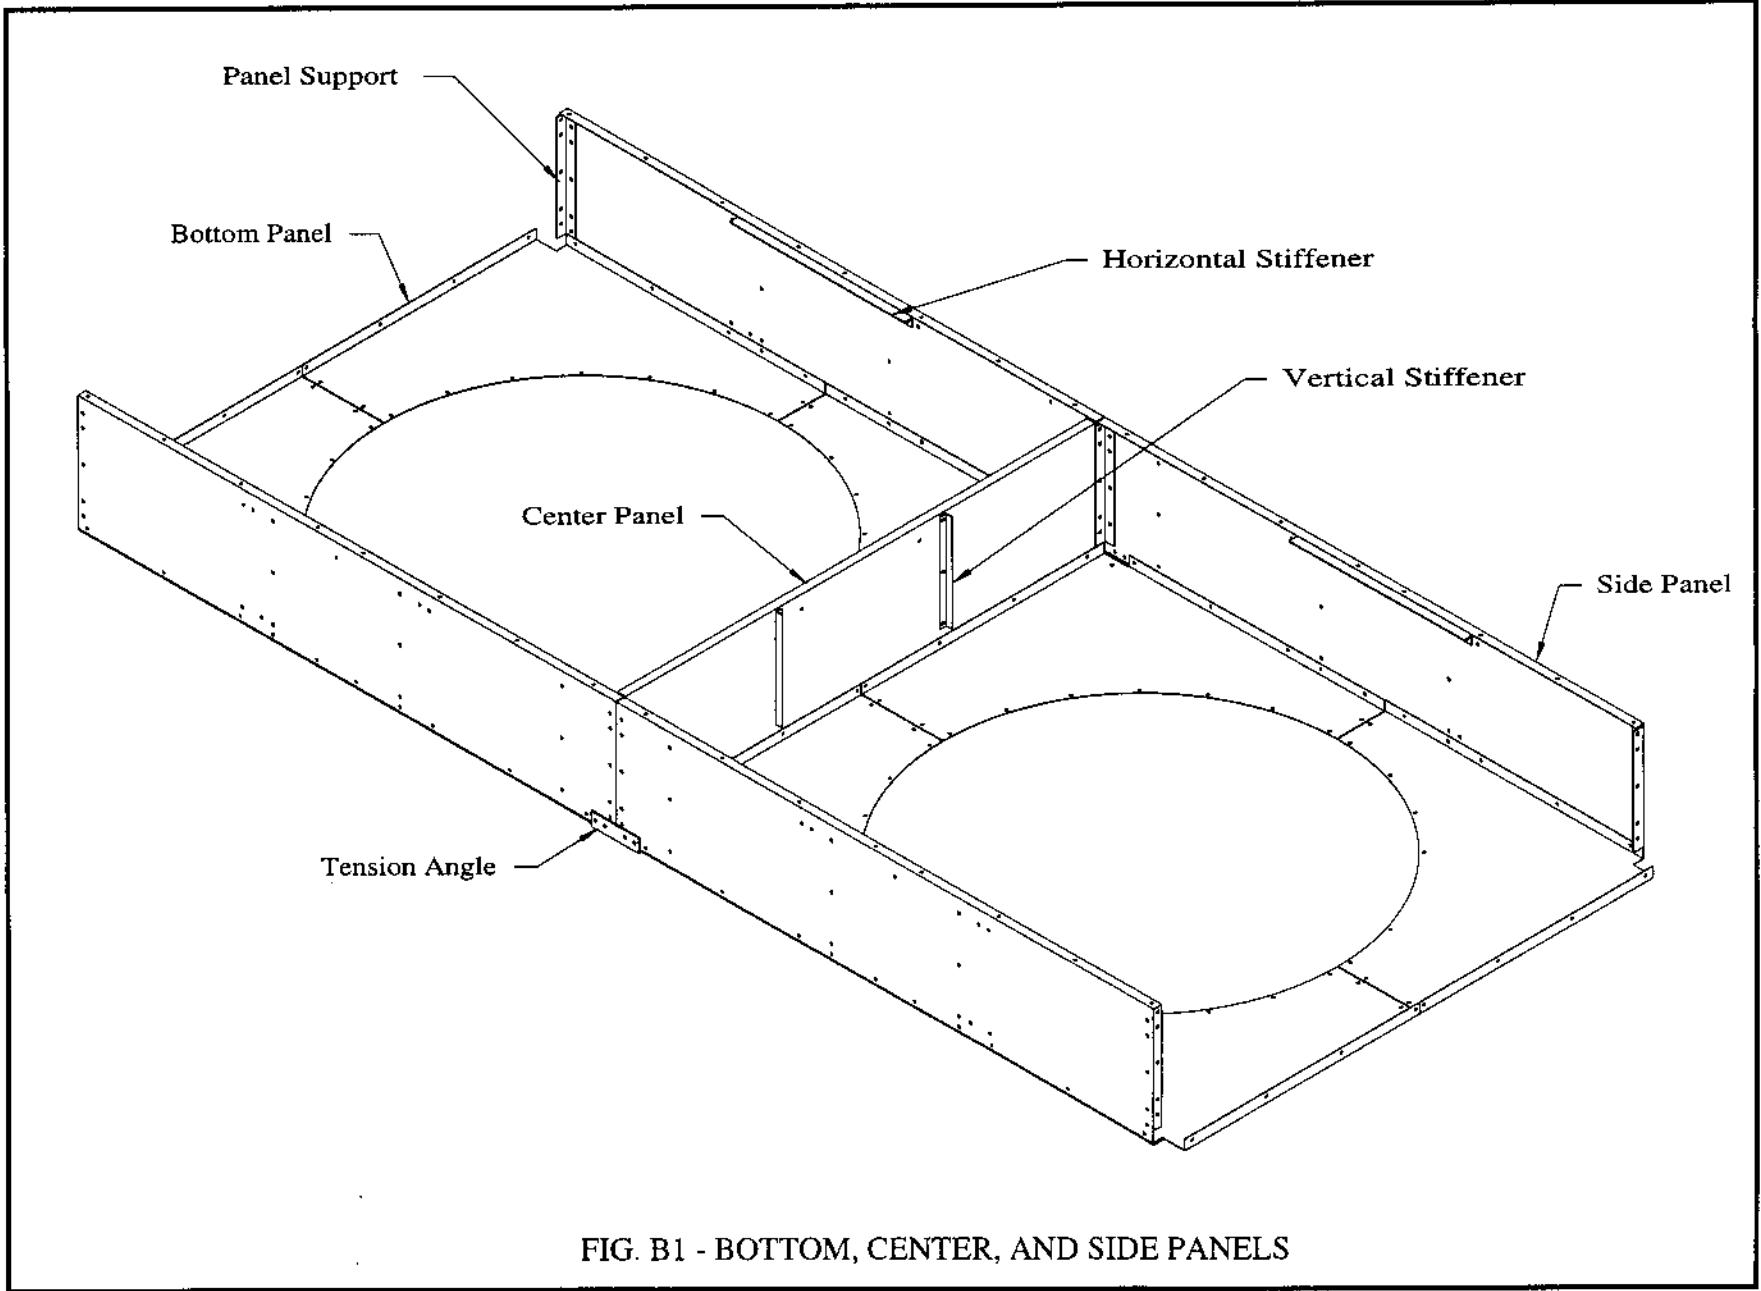 Panel Support
Bottom Panel
Horizontal Stiffener
Vertical Stiffener
Center Panel
Side Panel
Tension Angle
FIG. B1 - BOTTOM, CENTER, AND SIDE PANELS